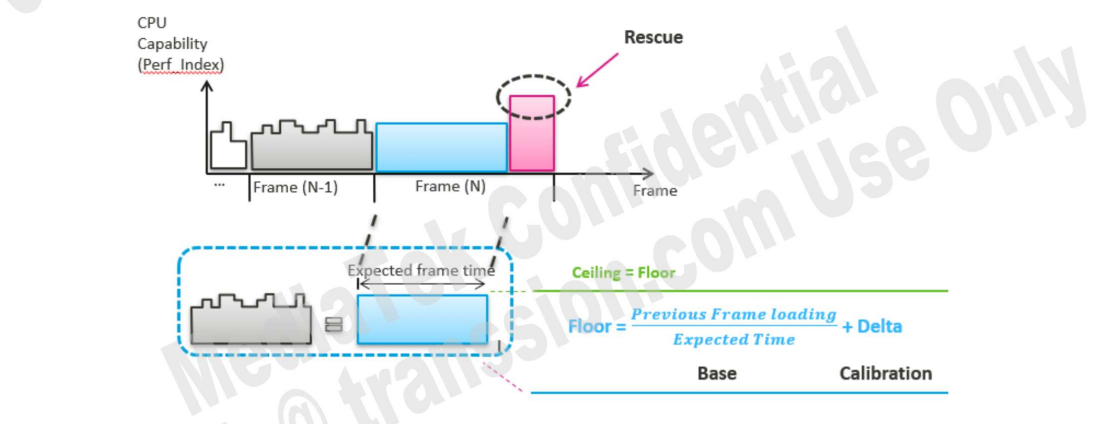 CPU
Capability
(Perf_Index)
Rescue
...
Frame (N-1)
Frame (N)
Frame
Expected frame time
Ceiling = Floor
Floor = Previous Frame loading / Expected Time + Delta
Base
Calibration
MediaTek Confidential
@ transsion.com Use Only